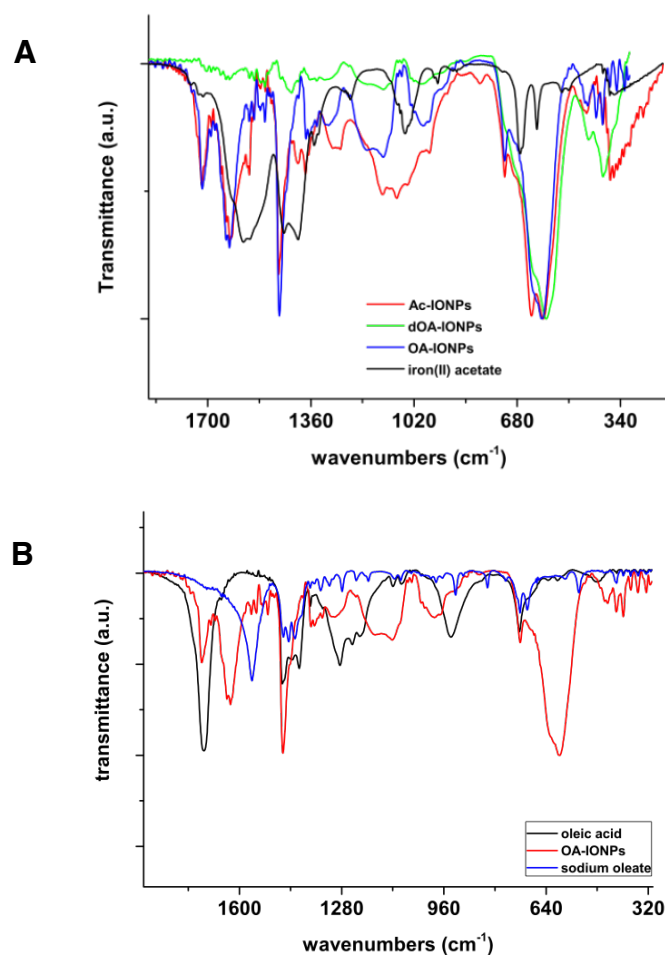 A
Transmittance (a.u.)
Ac-IONPs
dOA-IONPs
OA-IONPs
iron(II) acetate
1700 1360 1020 680 340
wavenumbers (cm⁻¹)
B
transmittance (a.u.)
oleic acid
OA-IONPs
sodium oleate
1600 1280 960 640 320
wavenumbers (cm⁻¹)